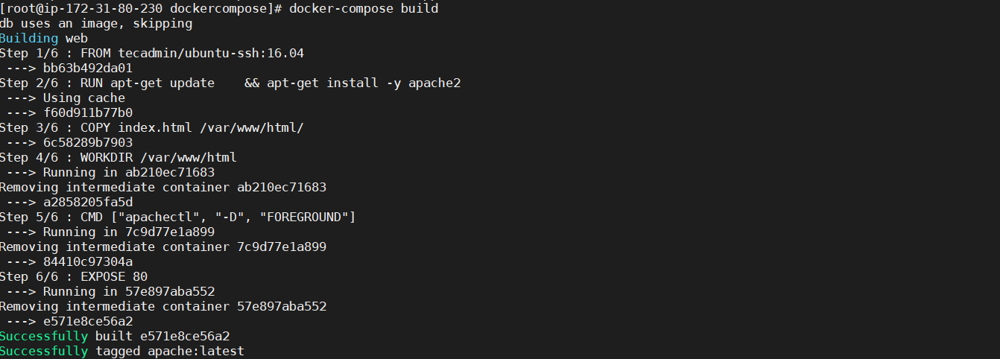 [root@ip-172-31-80-230 dockercompose]# docker-compose build
db uses an image, skipping
Building web
Step 1/6 : FROM tecadmin/ubuntu-ssh:16.04
 ---> bb63b492da01
Step 2/6 : RUN apt-get update    && apt-get install -y apache2
 ---> Using cache
 ---> f60d911b77b0
Step 3/6 : COPY index.html /var/www/html/
 ---> 6c58289b7903
Step 4/6 : WORKDIR /var/www/html
 ---> Running in ab210ec71683
Removing intermediate container ab210ec71683
 ---> a2858205fa5d
Step 5/6 : CMD ["apachectl", "-D", "FOREGROUND"]
 ---> Running in 7c9d77e1a899
Removing intermediate container 7c9d77e1a899
 ---> 84410c97304a
Step 6/6 : EXPOSE 80
 ---> Running in 57e897aba552
Removing intermediate container 57e897aba552
 ---> e571e8ce56a2
Successfully built e571e8ce56a2
Successfully tagged apache:latest